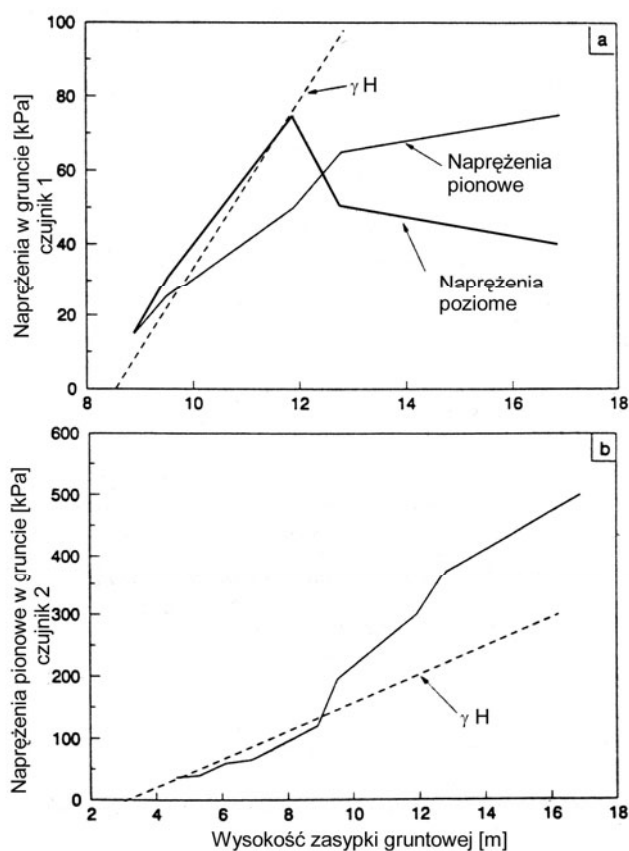 100
a
80
60
40
20
0
8
10
12
14
16
18
γ H
Naprężenia
pionowe
Naprężenia
poziome
Naprężenia w gruncie [kPa]
czujnik 1
600
b
500
400
300
200
100
0
2
4
6
8
10
12
14
16
18
γ H
Naprężenia pionowe w gruncie [kPa]
czujnik 2
Wysokość zasypki gruntowej [m]